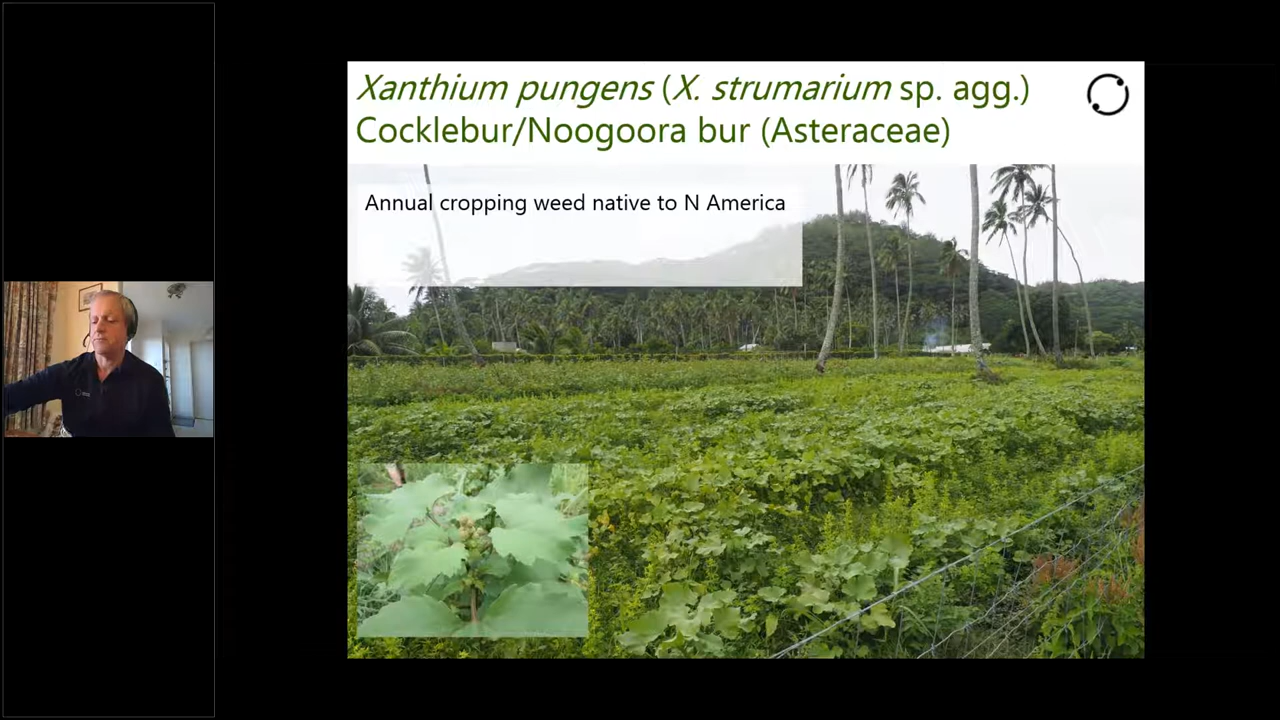 Xanthium pungens (X. strumarium sp. agg.)
Cocklebur/Noogoora bur (Asteraceae)
Annual cropping weed native to N America